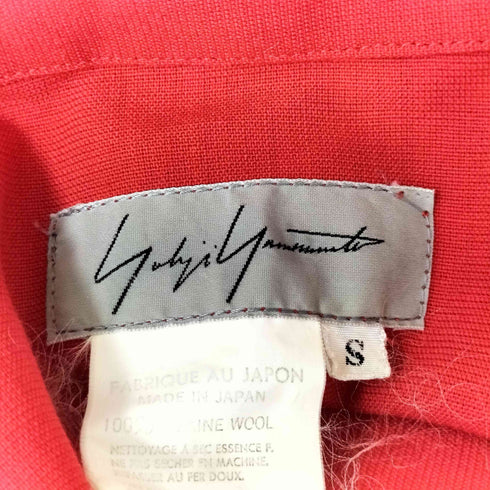 Yohji Yamamoto
S
FABRIQUE AU JAPON
MADE IN JAPAN
100% WOOL
NETTOYAGE A SEC ESSENCE F.
NE PAS SECHER EN MACHINE.
REPASSER AU FER DOUX.